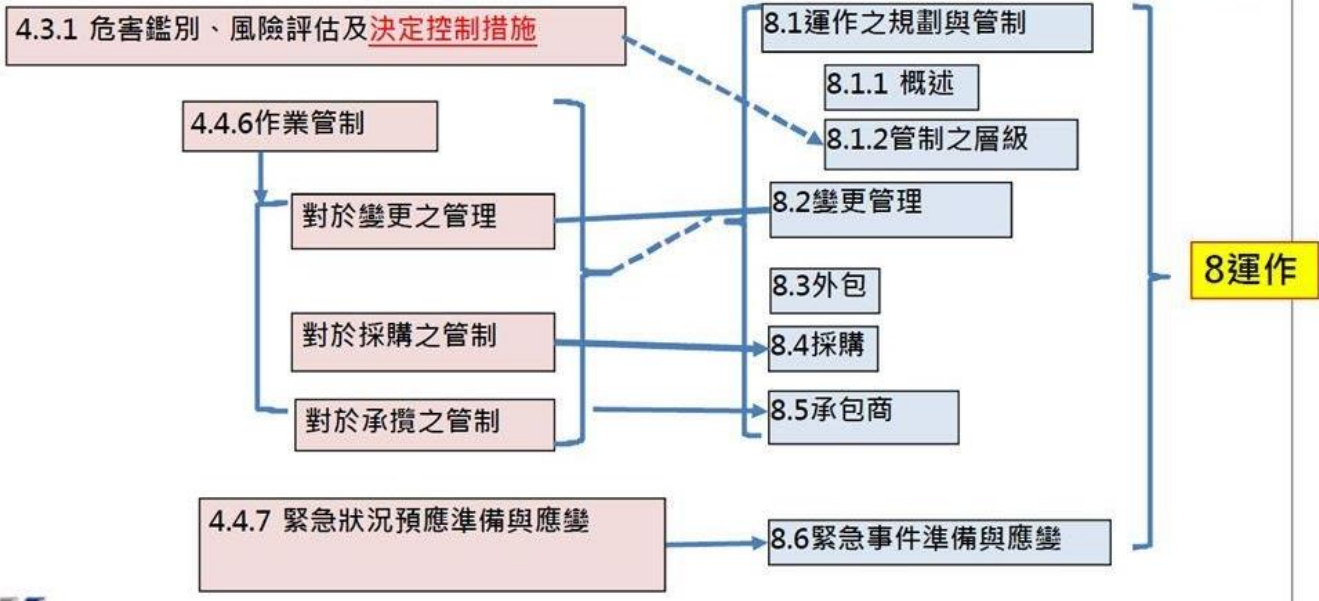 4.3.1 危害鑑別、風險評估及決定控制措施
4.4.6作業管制
對於變更之管理
對於採購之管制
對於承攬之管制
4.4.7 緊急狀況預應準備與應變
8.1運作之規劃與管制
8.1.1 概述
8.1.2管制之層級
8.2變更管理
8.3外包
8.4採購
8.5承包商
8.6緊急事件準備與應變
8運作